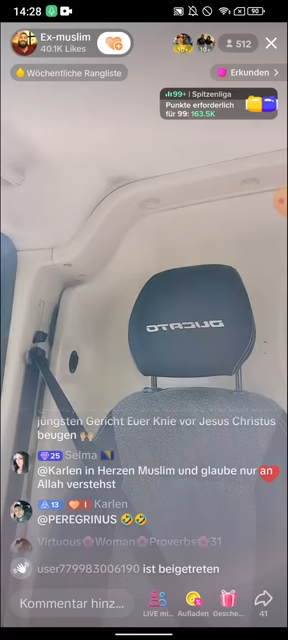 14:28
90
Ex-muslim
40.1K Likes
10+
10+
512
Wöchentliche Rangliste
Erkunden
99+ | Spitzenliga
Punkte erforderlich
für 99: 163.5K
DUCATO
jüngsten Gericht Euer Knie vor Jesus Christus
beugen
25 Selma
@Karlen in Herzen Muslim und glaube nur an
Allah verstehst
13 I Karlen
@PEREGRINUS
Virtuous Woman Proverbs 31
user779983006190 ist beigetreten
Kommentar hinz...
LIVE mi...
Aufladen
Gesche...
41